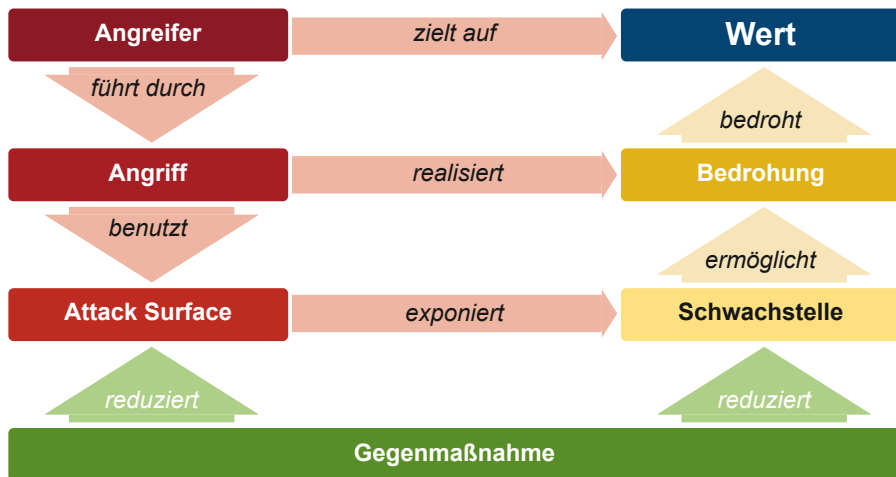 Angreifer
zielt auf
Wert
führt durch
bedroht
Angriff
realisiert
Bedrohung
benutzt
ermöglicht
Attack Surface
exponiert
Schwachstelle
reduziert
reduziert
Gegenmaßnahme